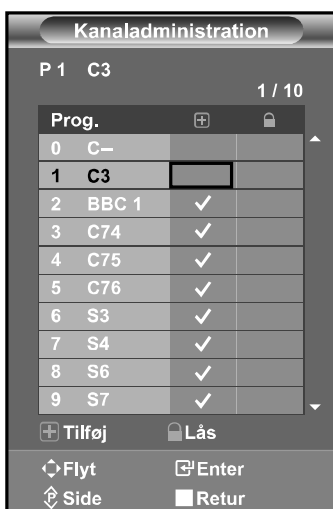 Kanaladministration
P 1 C3
1 / 10
Prog.
0 C–
1 C3
2 BBC 1 ✓
3 C74 ✓
4 C75 ✓
5 C76 ✓
6 S3 ✓
7 S4 ✓
8 S6 ✓
9 S7 ✓
Tilføj Lås
Flyt Enter
Side Retur